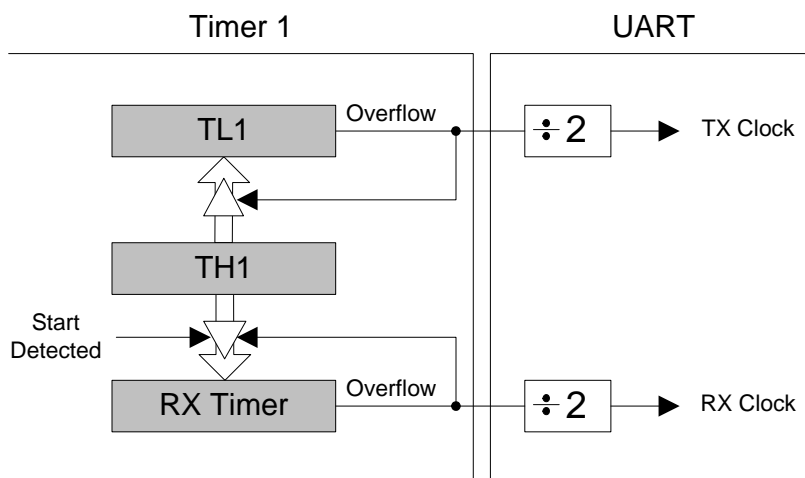 Timer 1
UART
TL1
Overflow
÷ 2
TX Clock
TH1
Start
Detected
RX Timer
Overflow
÷ 2
RX Clock